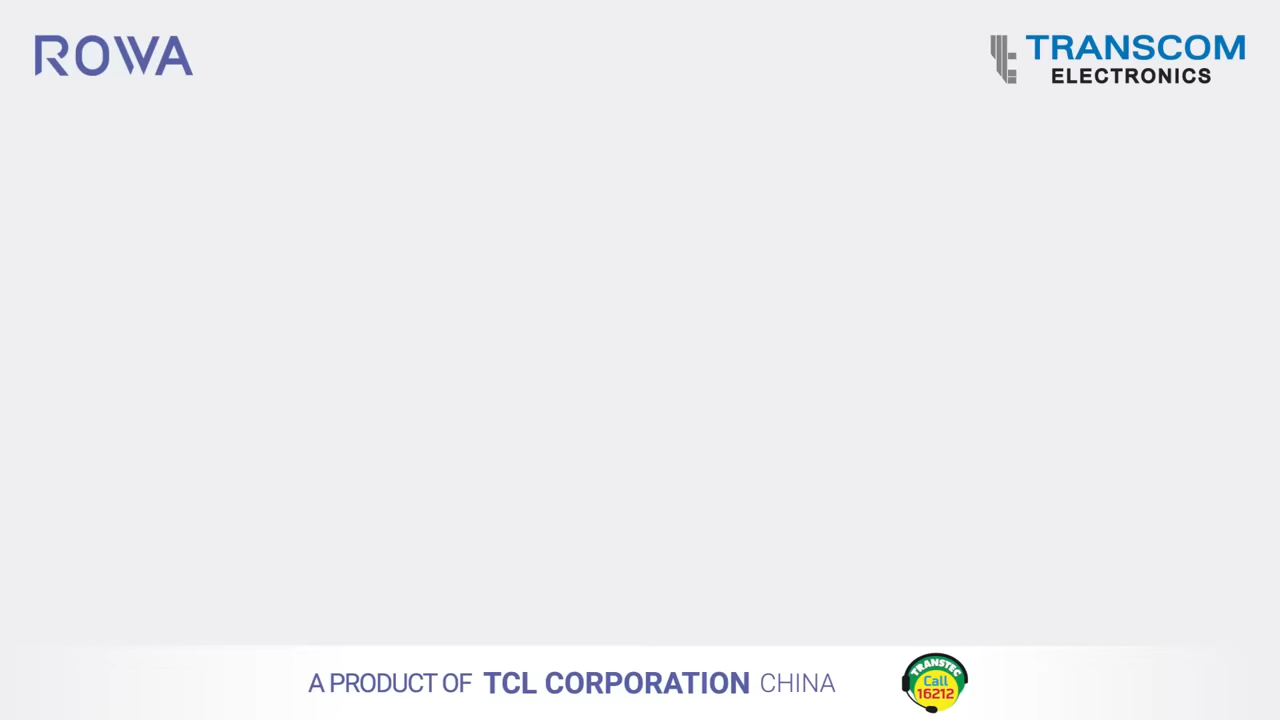 ROWA
TRANSCOM
ELECTRONICS
A PRODUCT OF TCL CORPORATION CHINA
TRANSTEC
Call
16212